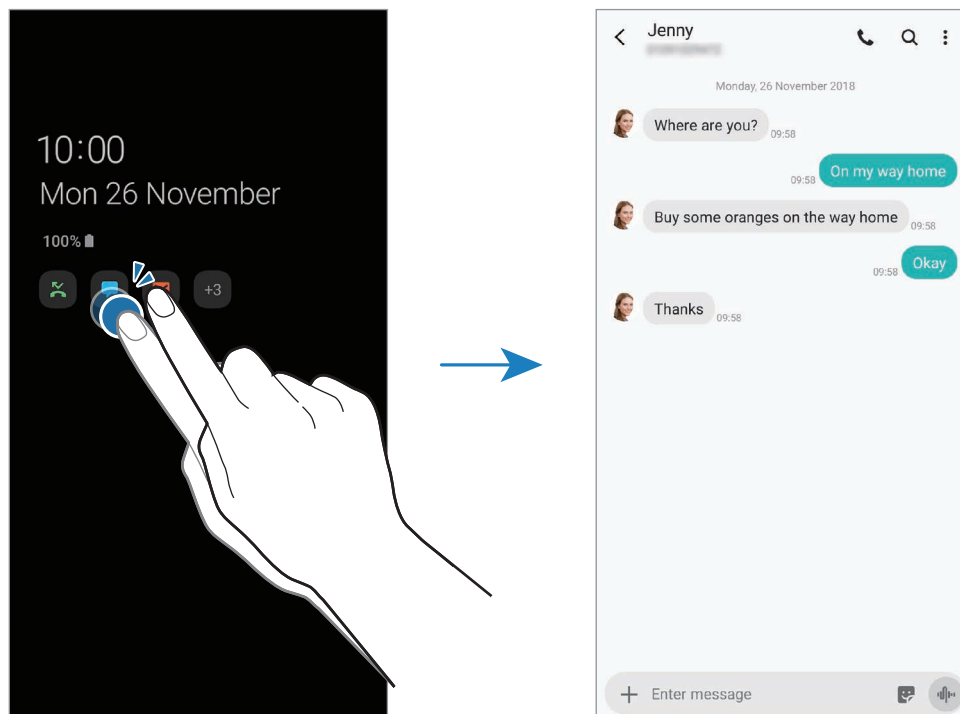 10:00
Mon 26 November
100%
+3
Jenny
Monday, 26 November 2018
Where are you?
09:58
On my way home
09:58
Buy some oranges on the way home
09:58
Okay
09:58
Thanks
09:58
Enter message